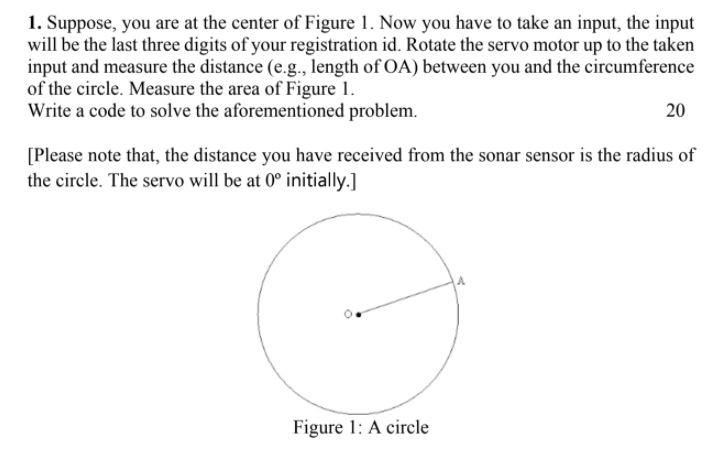 1. Suppose, you are at the center of Figure 1. Now you have to take an input, the input
will be the last three digits of your registration id. Rotate the servo motor up to the taken
input and measure the distance (e.g., length of OA) between you and the circumference
of the circle. Measure the area of Figure 1.
Write a code to solve the aforementioned problem. 20
[Please note that, the distance you have received from the sonar sensor is the radius of
the circle. The servo will be at 0º initially.]
A
O
Figure 1: A circle